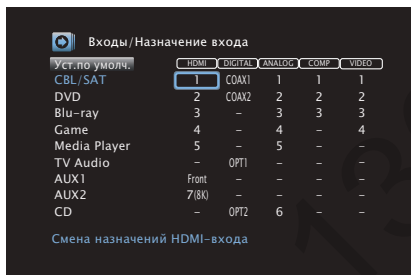 Входы/Назначение входа
Уст.по умолч. HDMI DIGITAL ANALOG COMP VIDEO
CBL/SAT 1 COAX1 1 1 1
DVD 2 COAX2 2 2 2
Blu-ray 3 – 3 3 3
Game 4 – 4 – 4
Media Player 5 – 5 – –
TV Audio – OPT1 – – –
AUX1 Front – – – –
AUX2 7(8K) – – – –
CD – OPT2 6 – –
Смена назначений HDMI-входа